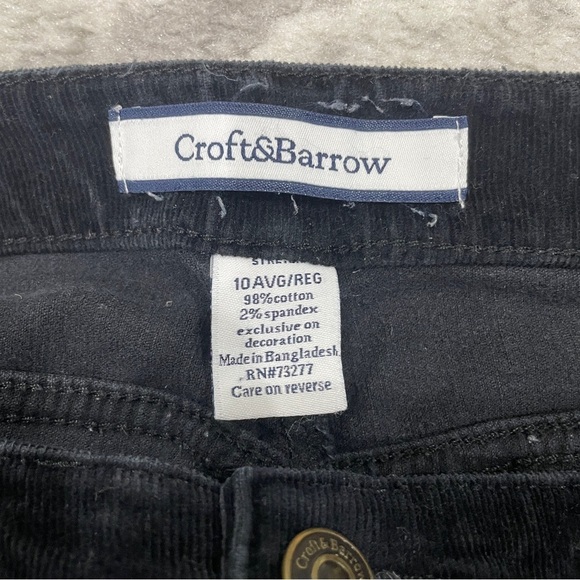 Croft&Barrow
STRETCH
10 AVG/REG
98%cotton
2% spandex
exclusive on
decoration
Made in Bangladesh
RN#73277
Care on reverse
Croft&Barrow